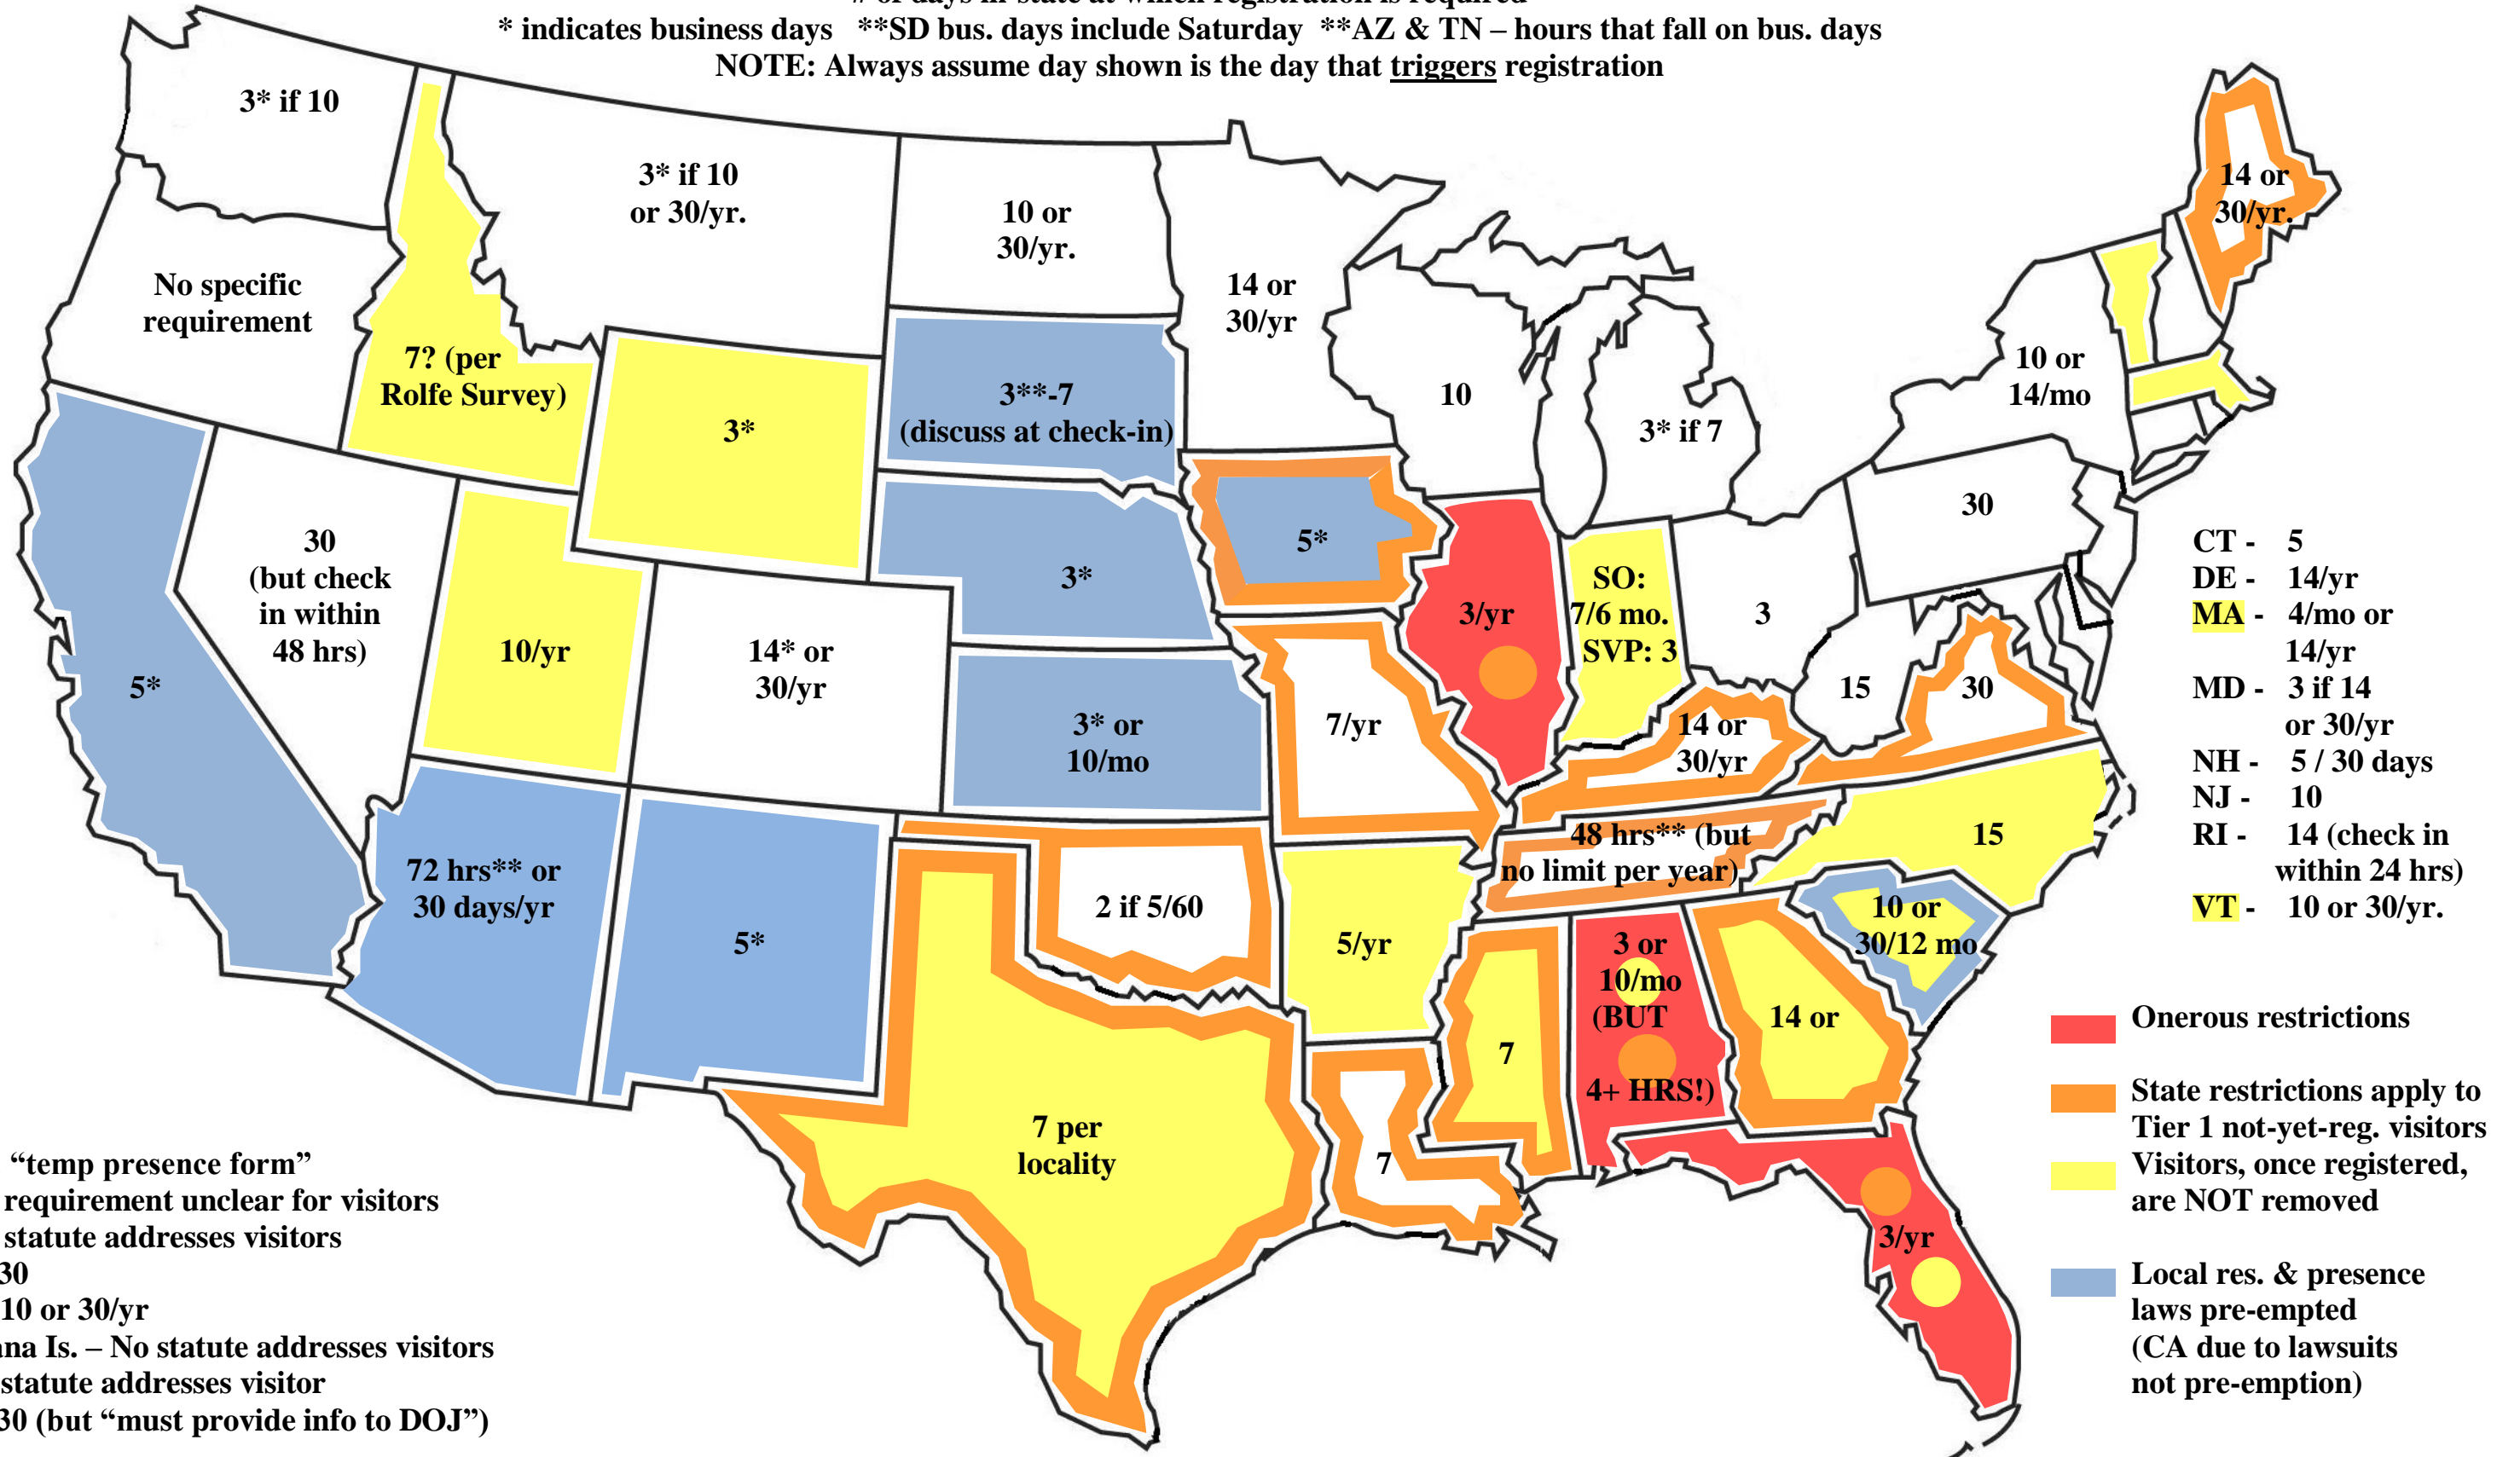 # of days in state at which registration is required
* indicates business days **SD bus. days include Saturday **AZ & TN – hours that fall on bus. days
NOTE: Always assume day shown is the day that triggers registration
3* if 10
3* if 10
or 30/yr.
10 or
30/yr.
14 or
30/yr
14 or
30/yr.
No specific
requirement
7? (per
Rolfe Survey)
3*
3**-7
(discuss at check-in)
10
3* if 7
10 or
14/mo
30
(but check
in within
48 hrs)
10/yr
14* or
30/yr
3*
5*
3/yr
SO:
7/6 mo.
SVP: 3
3
30
15
30
5*
3* or
10/mo
7/yr
14 or
30/yr
72 hrs** or
30 days/yr
5*
2 if 5/60
5/yr
48 hrs** (but
no limit per year)
15
10 or
30/12 mo
7 per
locality
7
7
3 or
10/mo
(BUT
4+ HRS!)
14 or
3/yr
CT - 5
DE - 14/yr
MA - 4/mo or
14/yr
MD - 3 if 14
or 30/yr
NH - 5 / 30 days
NJ - 10
RI - 14 (check in
within 24 hrs)
VT - 10 or 30/yr.
Onerous restrictions
State restrictions apply to
Tier 1 not-yet-reg. visitors
Visitors, once registered,
are NOT removed
Local res. & presence
laws pre-empted
(CA due to lawsuits
not pre-emption)
“temp presence form”
requirement unclear for visitors
statute addresses visitors
30
10 or 30/yr
ana Is. – No statute addresses visitors
statute addresses visitor
30 (but “must provide info to DOJ”)